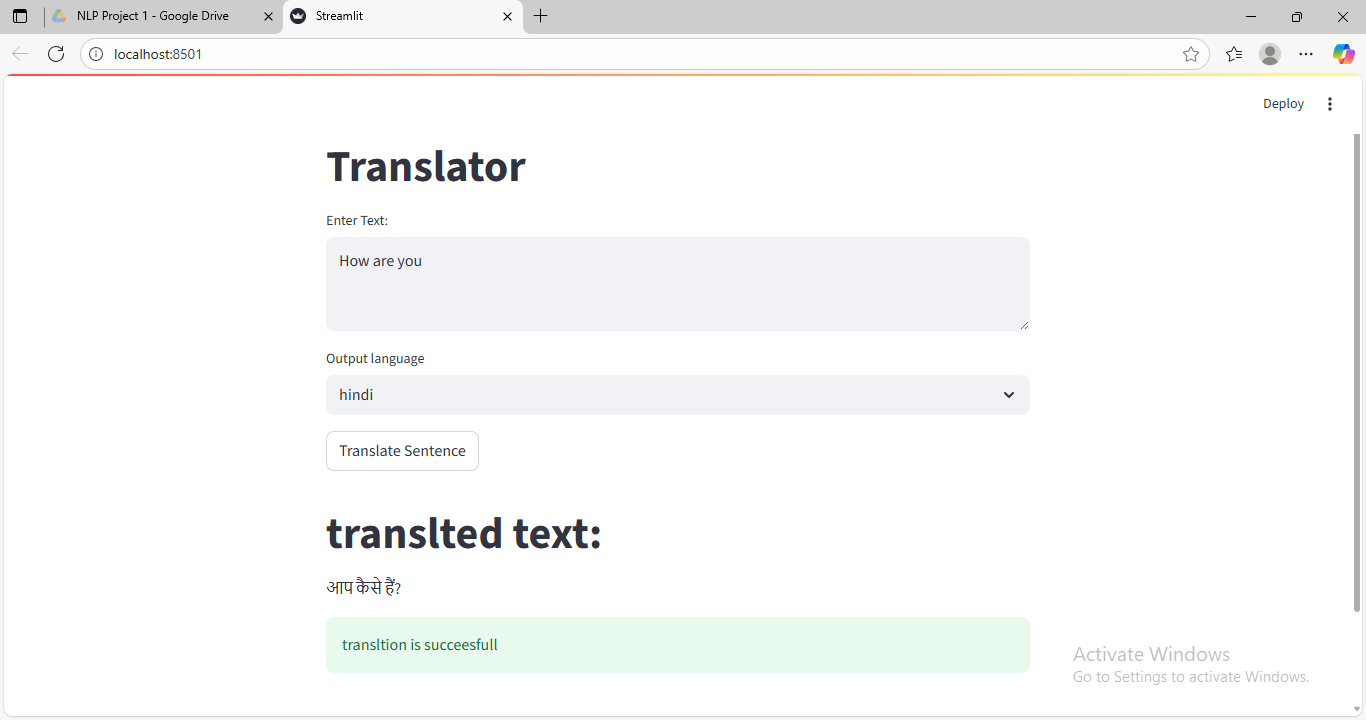 NLP Project 1 - Google Drive
Streamlit
localhost:8501
Deploy
Translator
Enter Text:
How are you
Output language
hindi
Translate Sentence
translted text:
आप कैसे हैं?
transltion is succeesfull
Activate Windows
Go to Settings to activate Windows.